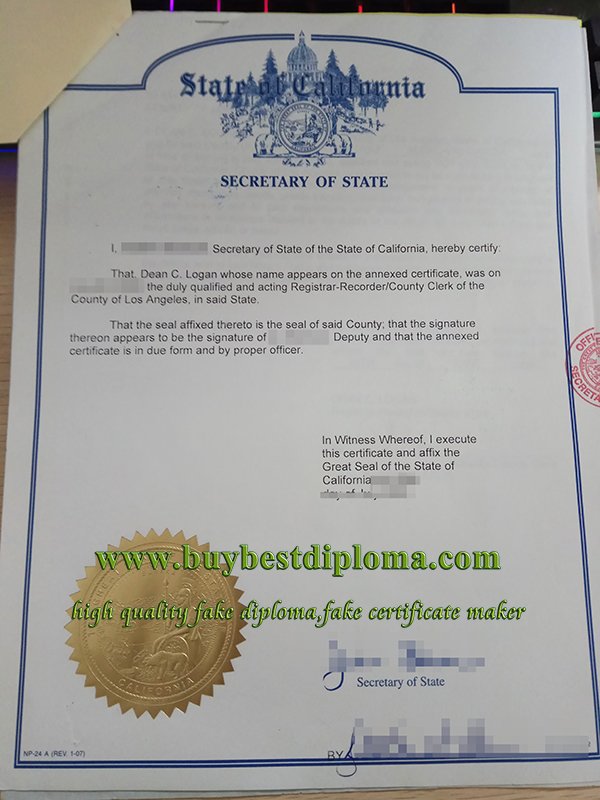 State of California
SECRETARY OF STATE
I, Secretary of State of the State of California, hereby certify:
That, Dean C. Logan whose name appears on the annexed certificate, was on
the duly qualified and acting Registrar-Recorder/County Clerk of the
County of Los Angeles, in said State.
That the seal affixed thereto is the seal of said County; that the signature
thereon appears to be the signature of Deputy and that the annexed
certificate is in due form and by proper officer.
In Witness Whereof, I execute
this certificate and affix the
Great Seal of the State of
California
day of
www.buybestdiploma.com
high quality fake diploma,fake certificate maker
CALIFORNIA
Secretary of State
NP-24 A (REV. 1-07)
BY